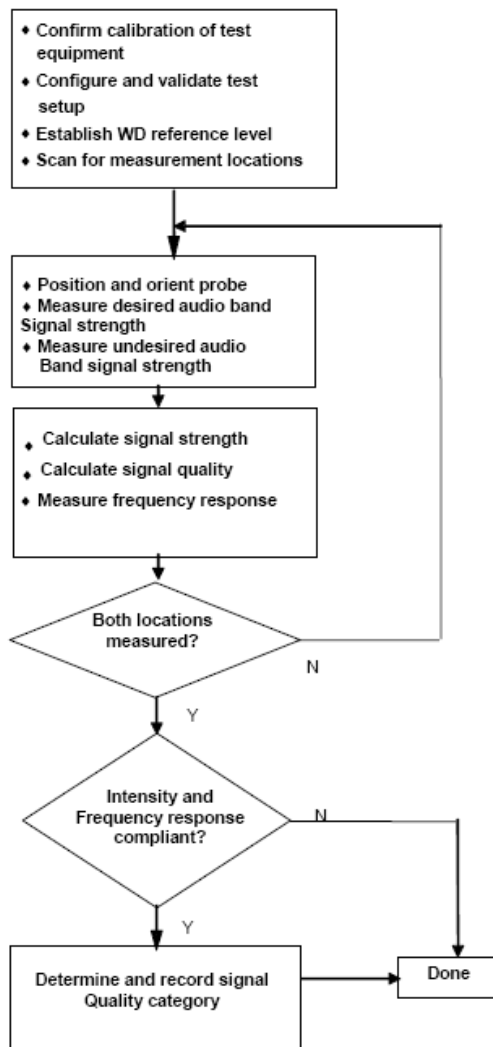 ♦ Confirm calibration of test
equipment
♦ Configure and validate test
setup
♦ Establish WD reference level
♦ Scan for measurement locations
♦ Position and orient probe
♦ Measure desired audio band
Signal strength
♦ Measure undesired audio
Band signal strength
♦ Calculate signal strength
♦ Calculate signal quality
♦ Measure frequency response
Both locations
measured?
N
Y
Intensity and
Frequency response
compliant?
N
Y
Determine and record signal
Quality category
Done